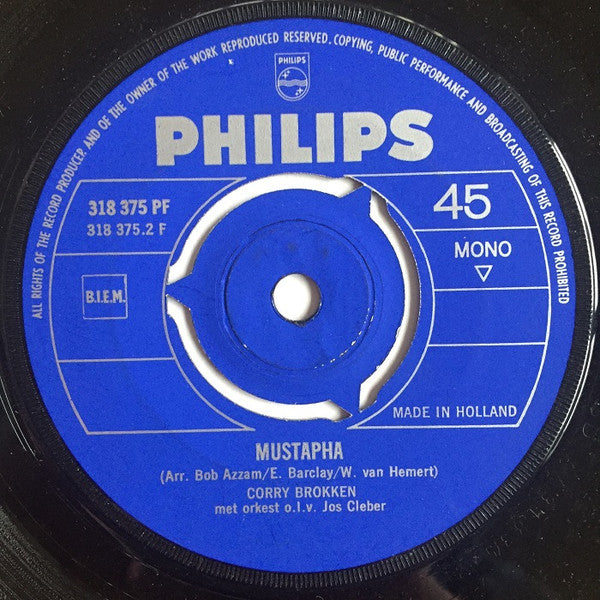 ALL RIGHTS OF THE RECORD PRODUCER AND OF THE OWNER OF THE WORK REPRODUCED RESERVED. COPYING, PUBLIC PERFORMANCE AND BROADCASTING OF THIS RECORD PROHIBITED
PHILIPS
PHILIPS
318 375 PF
318 375.2 F
45
MONO
B.I.E.M.
MADE IN HOLLAND
MUSTAPHA
(Arr. Bob Azzam/E. Barclay/W. van Hemert)
CORRY BROKKEN
met orkest o.l.v. Jos Cleber